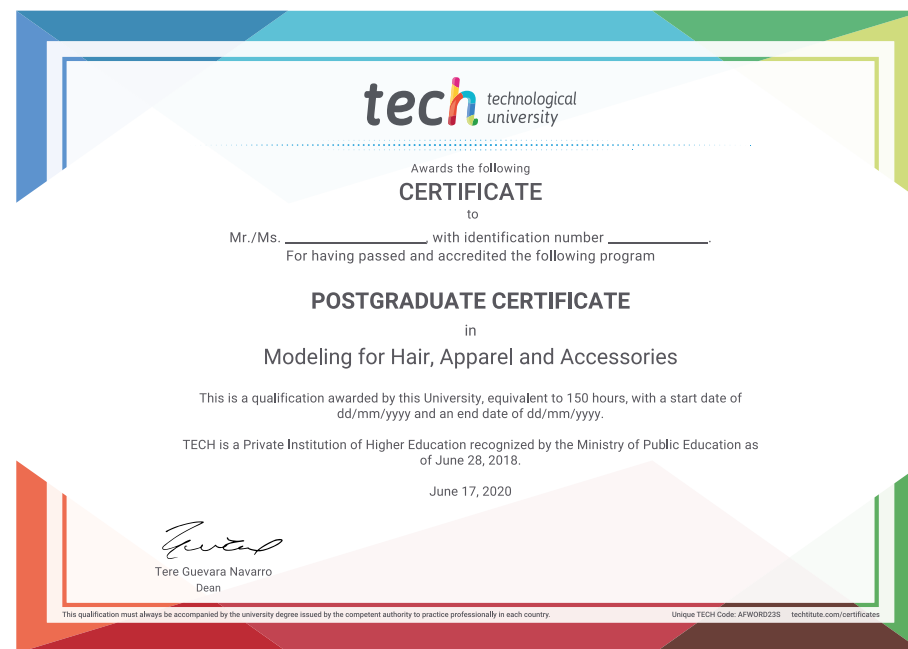 tech technological
university
Awards the following
CERTIFICATE
to
Mr./Ms. ____________________, with identification number ______________.
For having passed and accredited the following program
POSTGRADUATE CERTIFICATE
in
Modeling for Hair, Apparel and Accessories
This is a qualification awarded by this University, equivalent to 150 hours, with a start date of
dd/mm/yyyy and an end date of dd/mm/yyyy.
TECH is a Private Institution of Higher Education recognized by the Ministry of Public Education as
of June 28, 2018.
June 17, 2020
Tere Guevara Navarro
Dean
This qualification must always be accompanied by the university degree issued by the competent authority to practice professionally in each country. Unique TECH Code: AFWORD23S techtitute.com/certificates